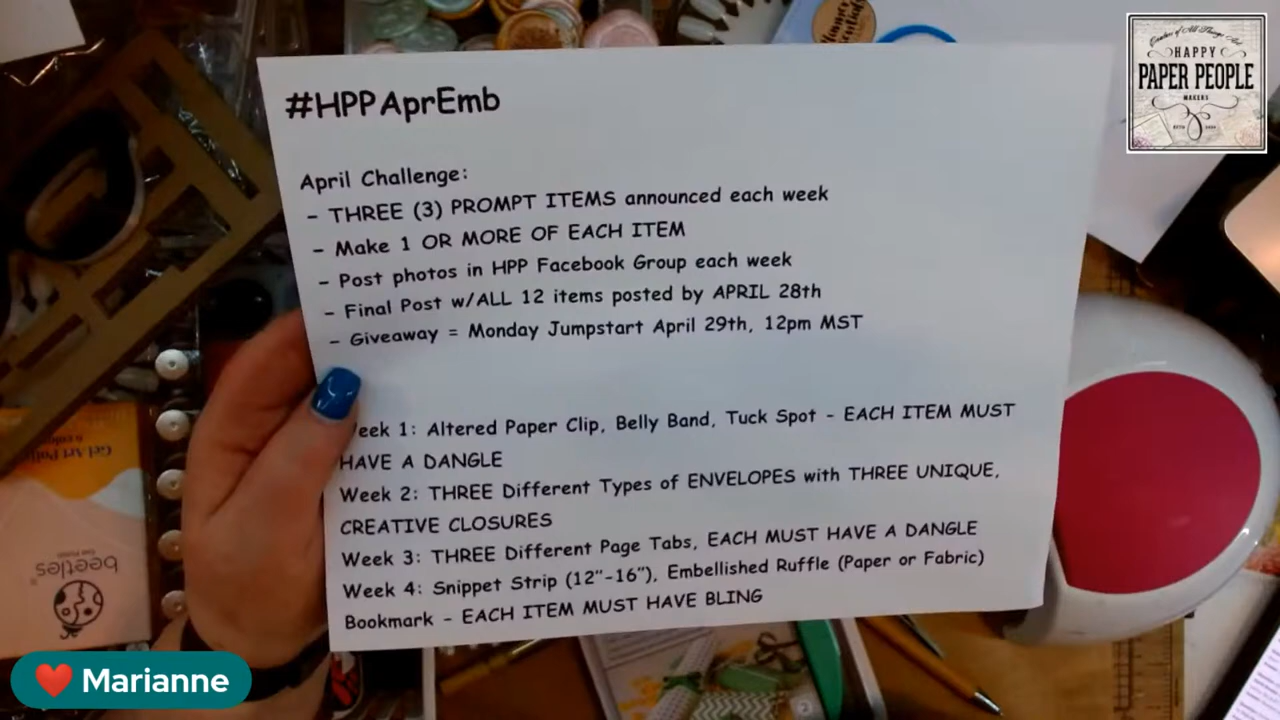 #HPPAprEmb
April Challenge:
- THREE (3) PROMPT ITEMS announced each week
- Make 1 OR MORE OF EACH ITEM
- Post photos in HPP Facebook Group each week
- Final Post w/ALL 12 items posted by APRIL 28th
- Giveaway = Monday Jumpstart April 29th, 12pm MST
eek 1: Altered Paper Clip, Belly Band, Tuck Spot - EACH ITEM MUST
HAVE A DANGLE
Week 2: THREE Different Types of ENVELOPES with THREE UNIQUE,
CREATIVE CLOSURES
Week 3: THREE Different Page Tabs, EACH MUST HAVE A DANGLE
Week 4: Snippet Strip (12"-16"), Embellished Ruffle (Paper or Fabric)
Bookmark - EACH ITEM MUST HAVE BLING
HAPPY
PAPER PEOPLE
MAKERS
Gel Art
beetles
❤️ Marianne